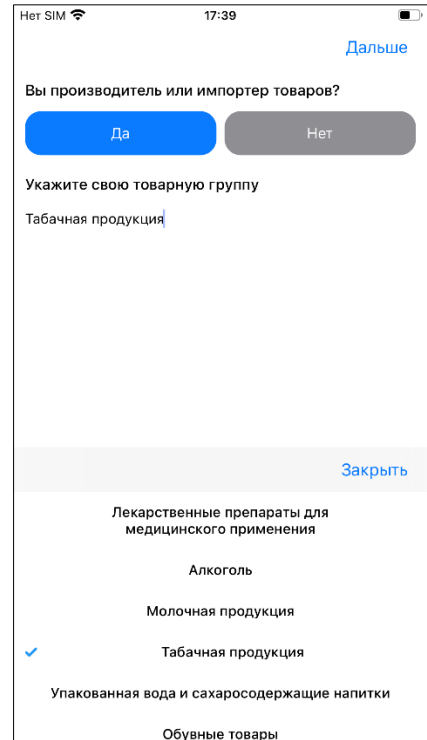 Нет SIM 17:39
Дальше
Вы производитель или импортер товаров?
Да Нет
Укажите свою товарную группу
Табачная продукция
Закрыть
Лекарственные препараты для
медицинского применения
Алкоголь
Молочная продукция
Табачная продукция
Упакованная вода и сахаросодержащие напитки
Обувные товары